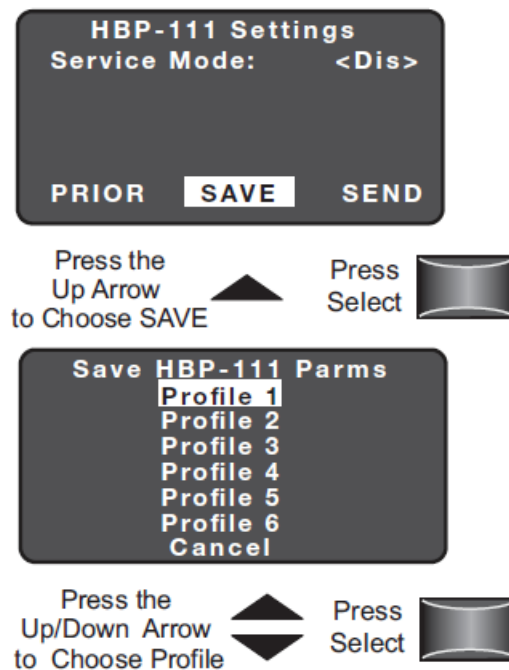 HBP-111 Settings
Service Mode: <Dis>
PRIOR SAVE SEND
Press the
Up Arrow
to Choose SAVE
Press
Select
Save HBP-111 Parms
Profile 1
Profile 2
Profile 3
Profile 4
Profile 5
Profile 6
Cancel
Press the
Up/Down Arrow
to Choose Profile
Press
Select